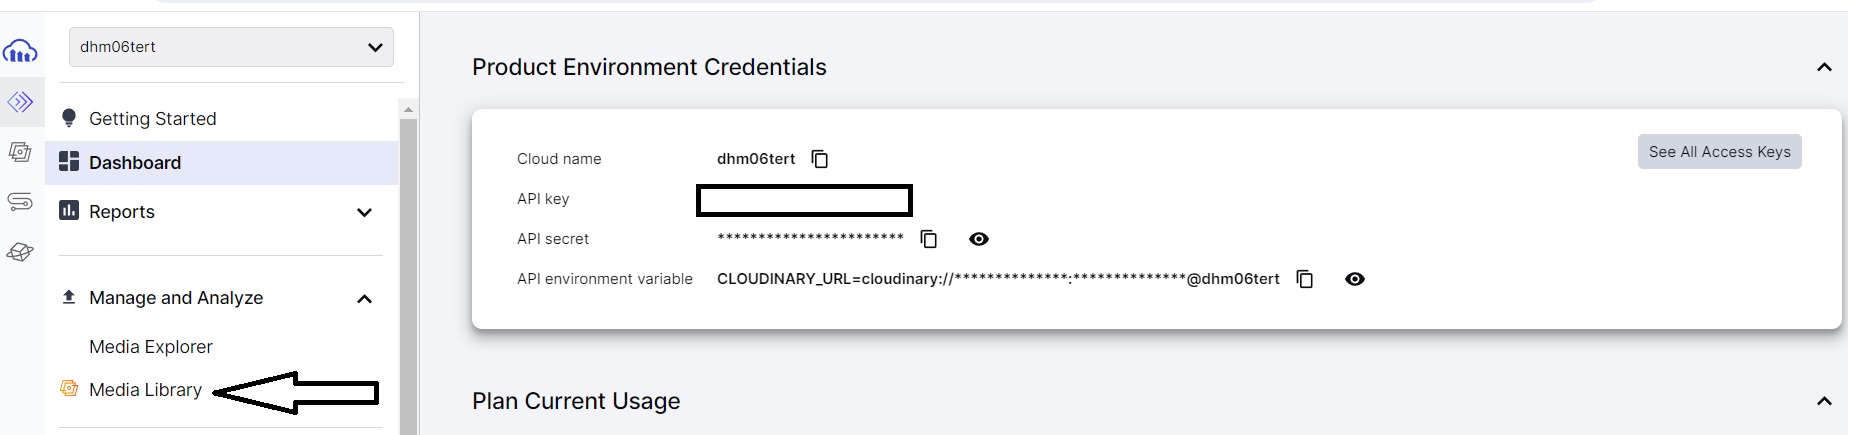 dhm06tert
Getting Started
Dashboard
Reports
Manage and Analyze
Media Explorer
Media Library
Product Environment Credentials
See All Access Keys
Cloud name dhm06tert
API key
API secret ***********************
API environment variable CLOUDINARY_URL=cloudinary://**************:**************@dhm06tert
Plan Current Usage